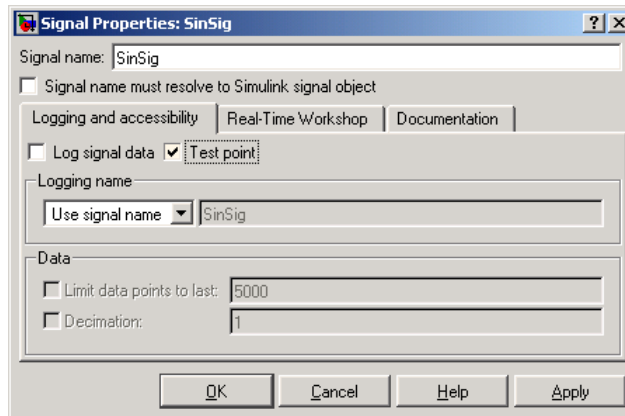 Signal Properties: SinSig
Signal name: SinSig
Signal name must resolve to Simulink signal object
Logging and accessibility Real-Time Workshop Documentation
Log signal data Test point
Logging name
Use signal name SinSig
Data
Limit data points to last: 5000
Decimation: 1
OK Cancel Help Apply